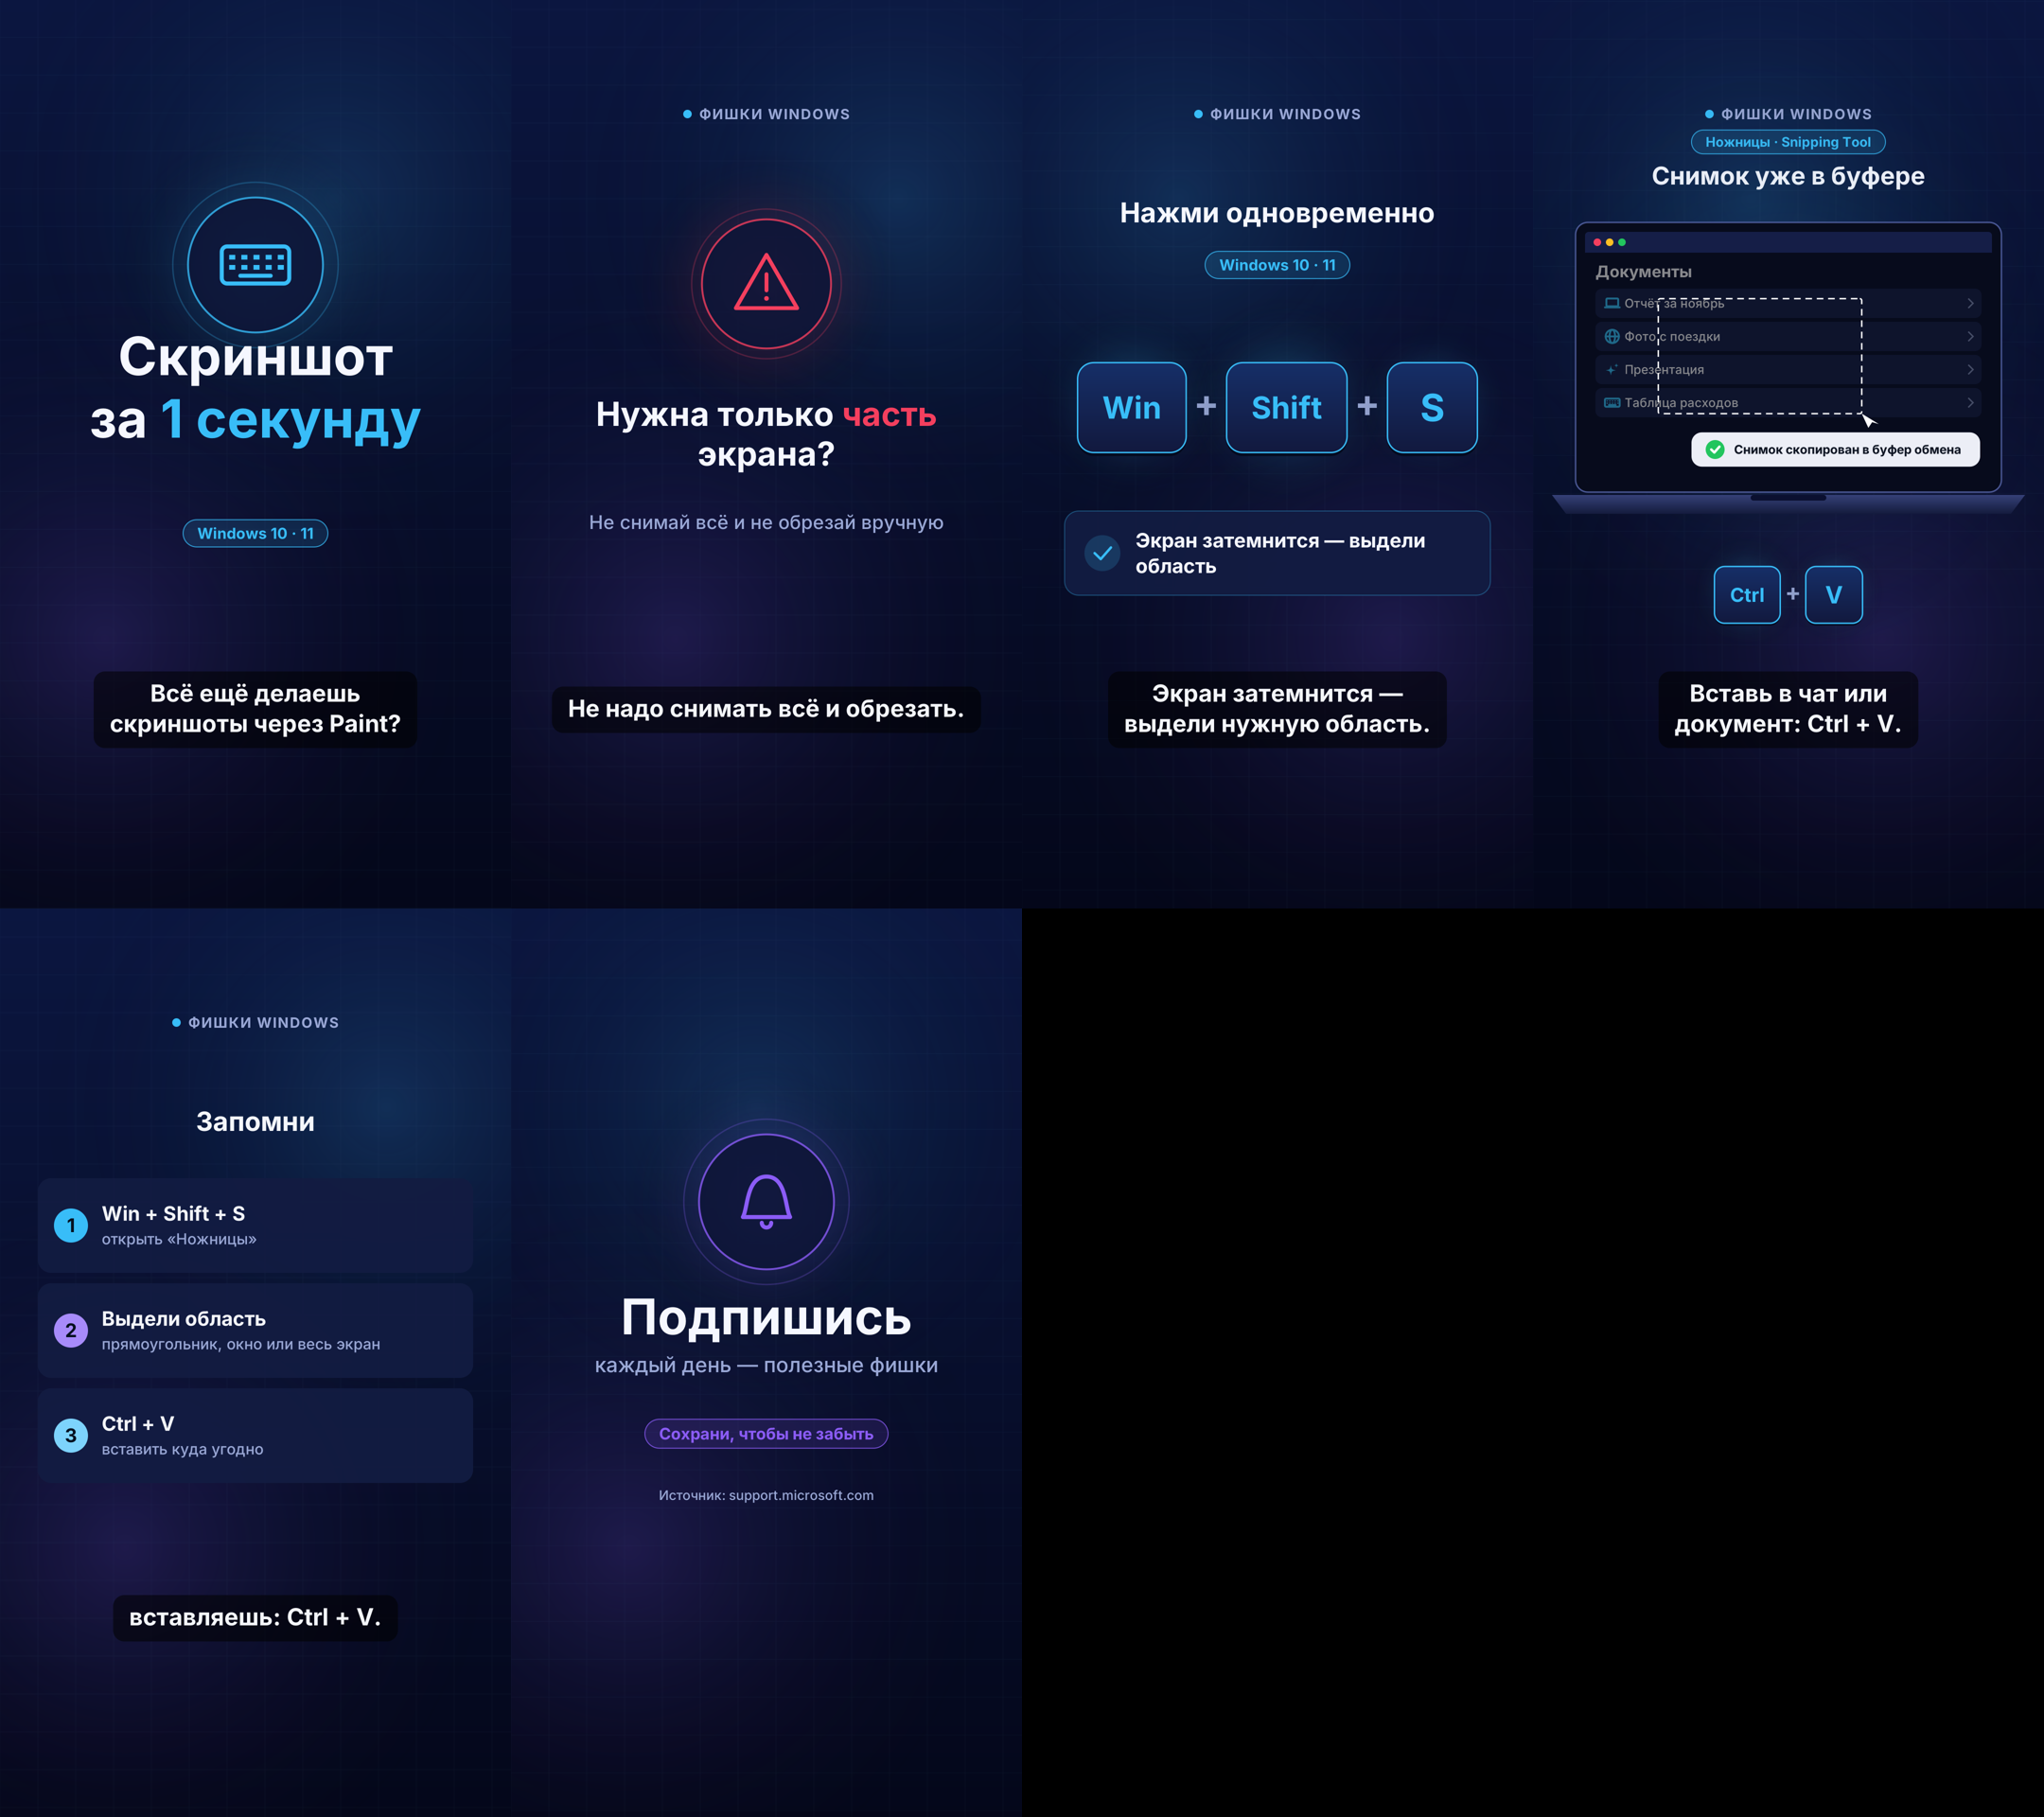 Скриншот
за 1 секунду
Windows 10 · 11
Всё ещё делаешь
скриншоты через Paint?
ФИШКИ WINDOWS
Нужна только часть
экрана?
Не снимай всё и не обрезай вручную
Не надо снимать всё и обрезать.
ФИШКИ WINDOWS
Нажми одновременно
Windows 10 · 11
Win + Shift + S
Экран затемнится — выдели
область
Экран затемнится —
выдели нужную область.
ФИШКИ WINDOWS
Ножницы · Snipping Tool
Снимок уже в буфере
Документы
Отчёт за ноябрь
Фото с поездки
Презентация
Таблица расходов
Снимок скопирован в буфер обмена
Ctrl + V
Вставь в чат или
документ: Ctrl + V.
ФИШКИ WINDOWS
Запомни
1 Win + Shift + S
открыть «Ножницы»
2 Выдели область
прямоугольник, окно или весь экран
3 Ctrl + V
вставить куда угодно
вставляешь: Ctrl + V.
Подпишись
каждый день — полезные фишки
Сохрани, чтобы не забыть
Источник: support.microsoft.com